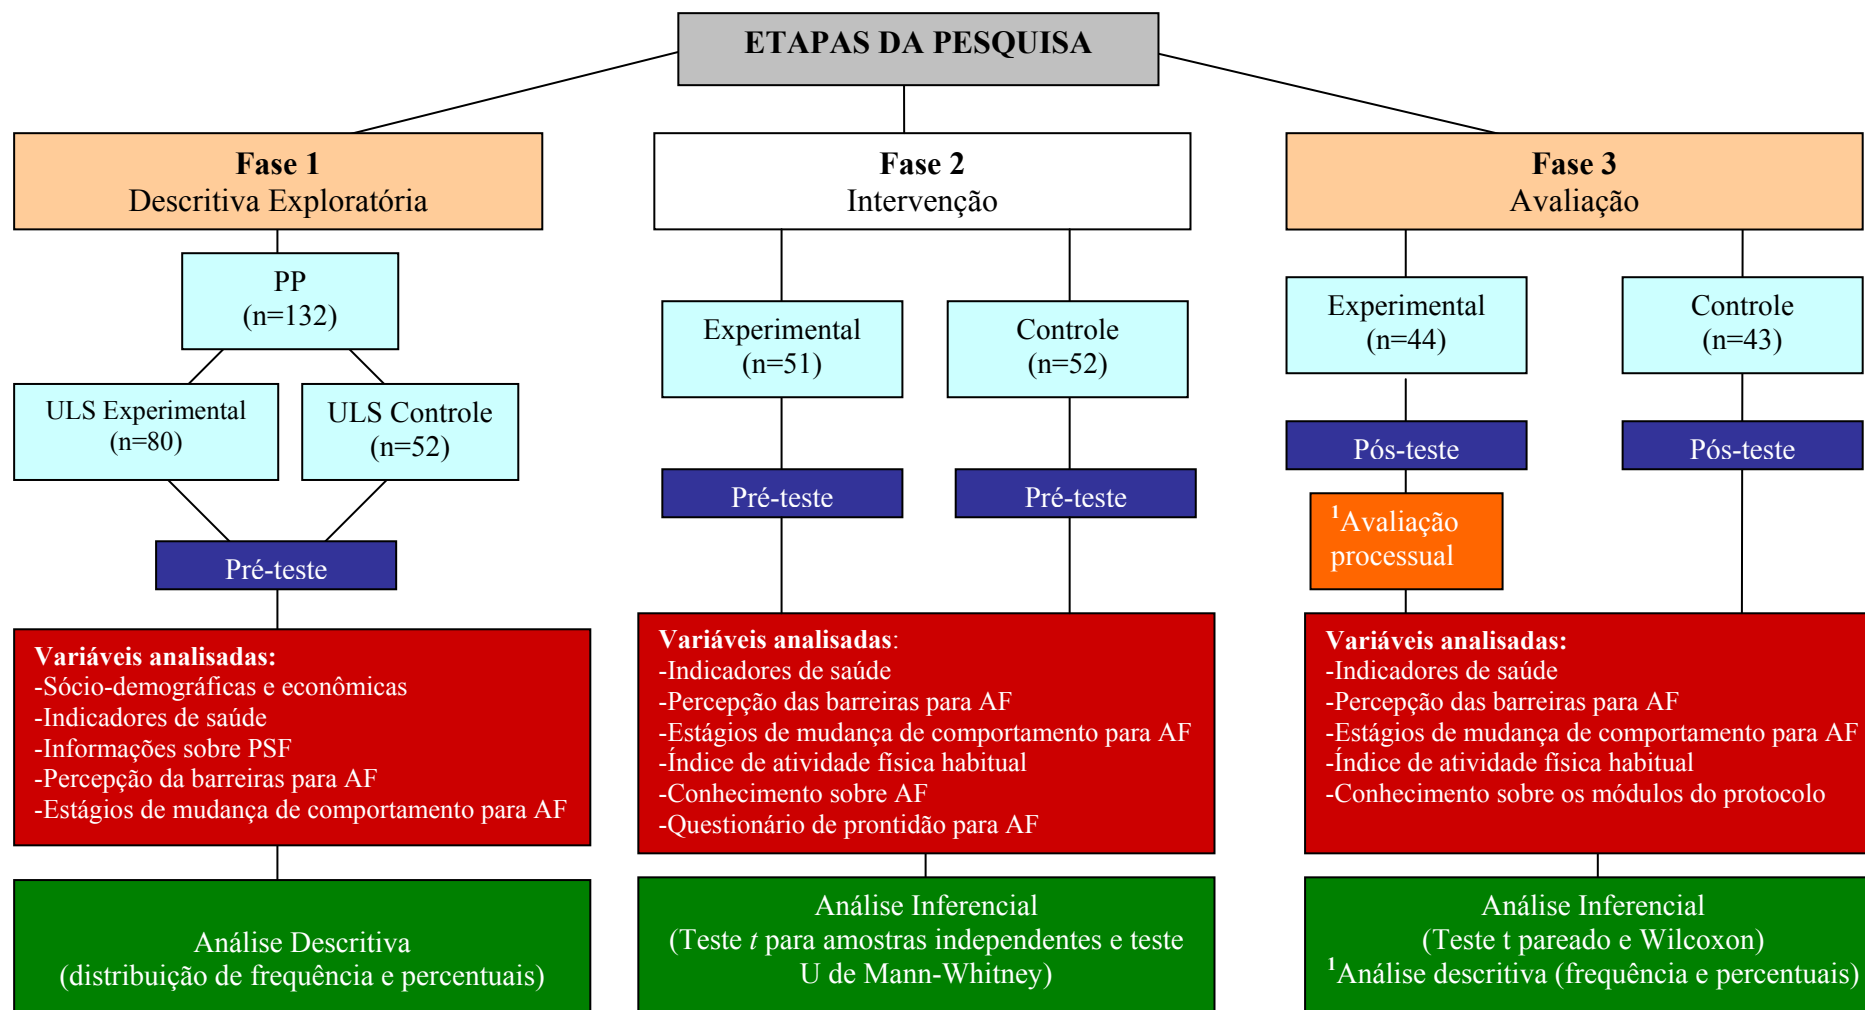 ETAPAS DA PESQUISA
Fase 1
Descritiva Exploratória
PP
(n=132)
ULS Experimental
(n=80)
ULS Controle
(n=52)
Pré-teste
Variáveis analisadas:
-Sócio-demográficas e econômicas
-Indicadores de saúde
-Informações sobre PSF
-Percepção da barreiras para AF
-Estágios de mudança de comportamento para AF
Análise Descritiva
(distribuição de frequência e percentuais)
Fase 2
Intervenção
Experimental
(n=51)
Controle
(n=52)
Pré-teste
Pré-teste
Variáveis analisadas:
-Indicadores de saúde
-Percepção das barreiras para AF
-Estágios de mudança de comportamento para AF
-Índice de atividade física habitual
-Conhecimento sobre AF
-Questionário de prontidão para AF
Análise Inferencial
(Teste t para amostras independentes e teste
U de Mann-Whitney)
Fase 3
Avaliação
Experimental
(n=44)
Controle
(n=43)
Pós-teste
Pós-teste
¹Avaliação
processual
Variáveis analisadas:
-Indicadores de saúde
-Percepção das barreiras para AF
-Estágios de mudança de comportamento para AF
-Índice de atividade física habitual
-Conhecimento sobre os módulos do protocolo
Análise Inferencial
(Teste t pareado e Wilcoxon)
¹Análise descritiva (frequência e percentuais)